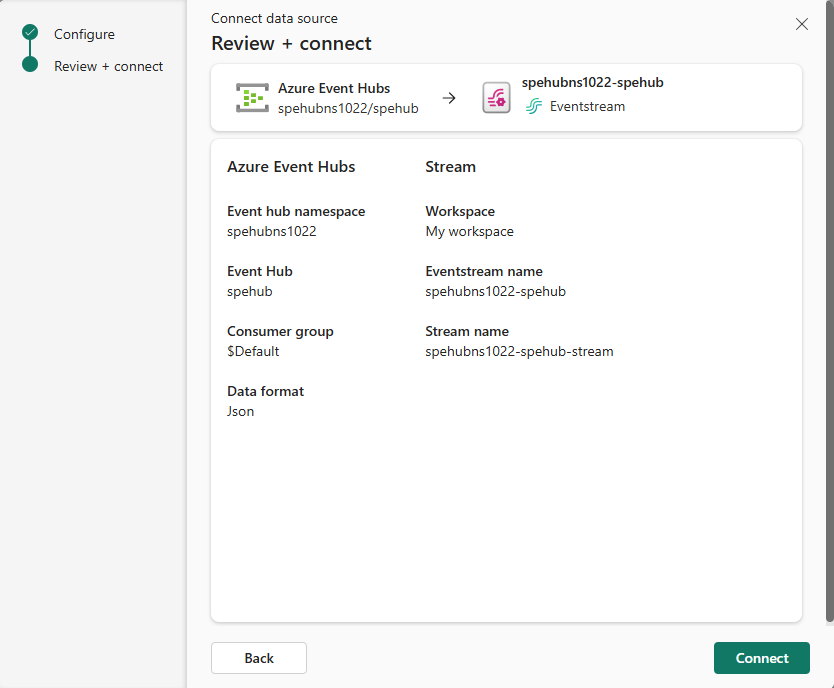 Configure
Review + connect
Connect data source
Review + connect
Azure Event Hubs
spehubns1022/spehub
spehubns1022-spehub
Eventstream
Azure Event Hubs
Event hub namespace
spehubns1022
Event Hub
spehub
Consumer group
$Default
Data format
Json
Stream
Workspace
My workspace
Eventstream name
spehubns1022-spehub
Stream name
spehubns1022-spehub-stream
Back
Connect